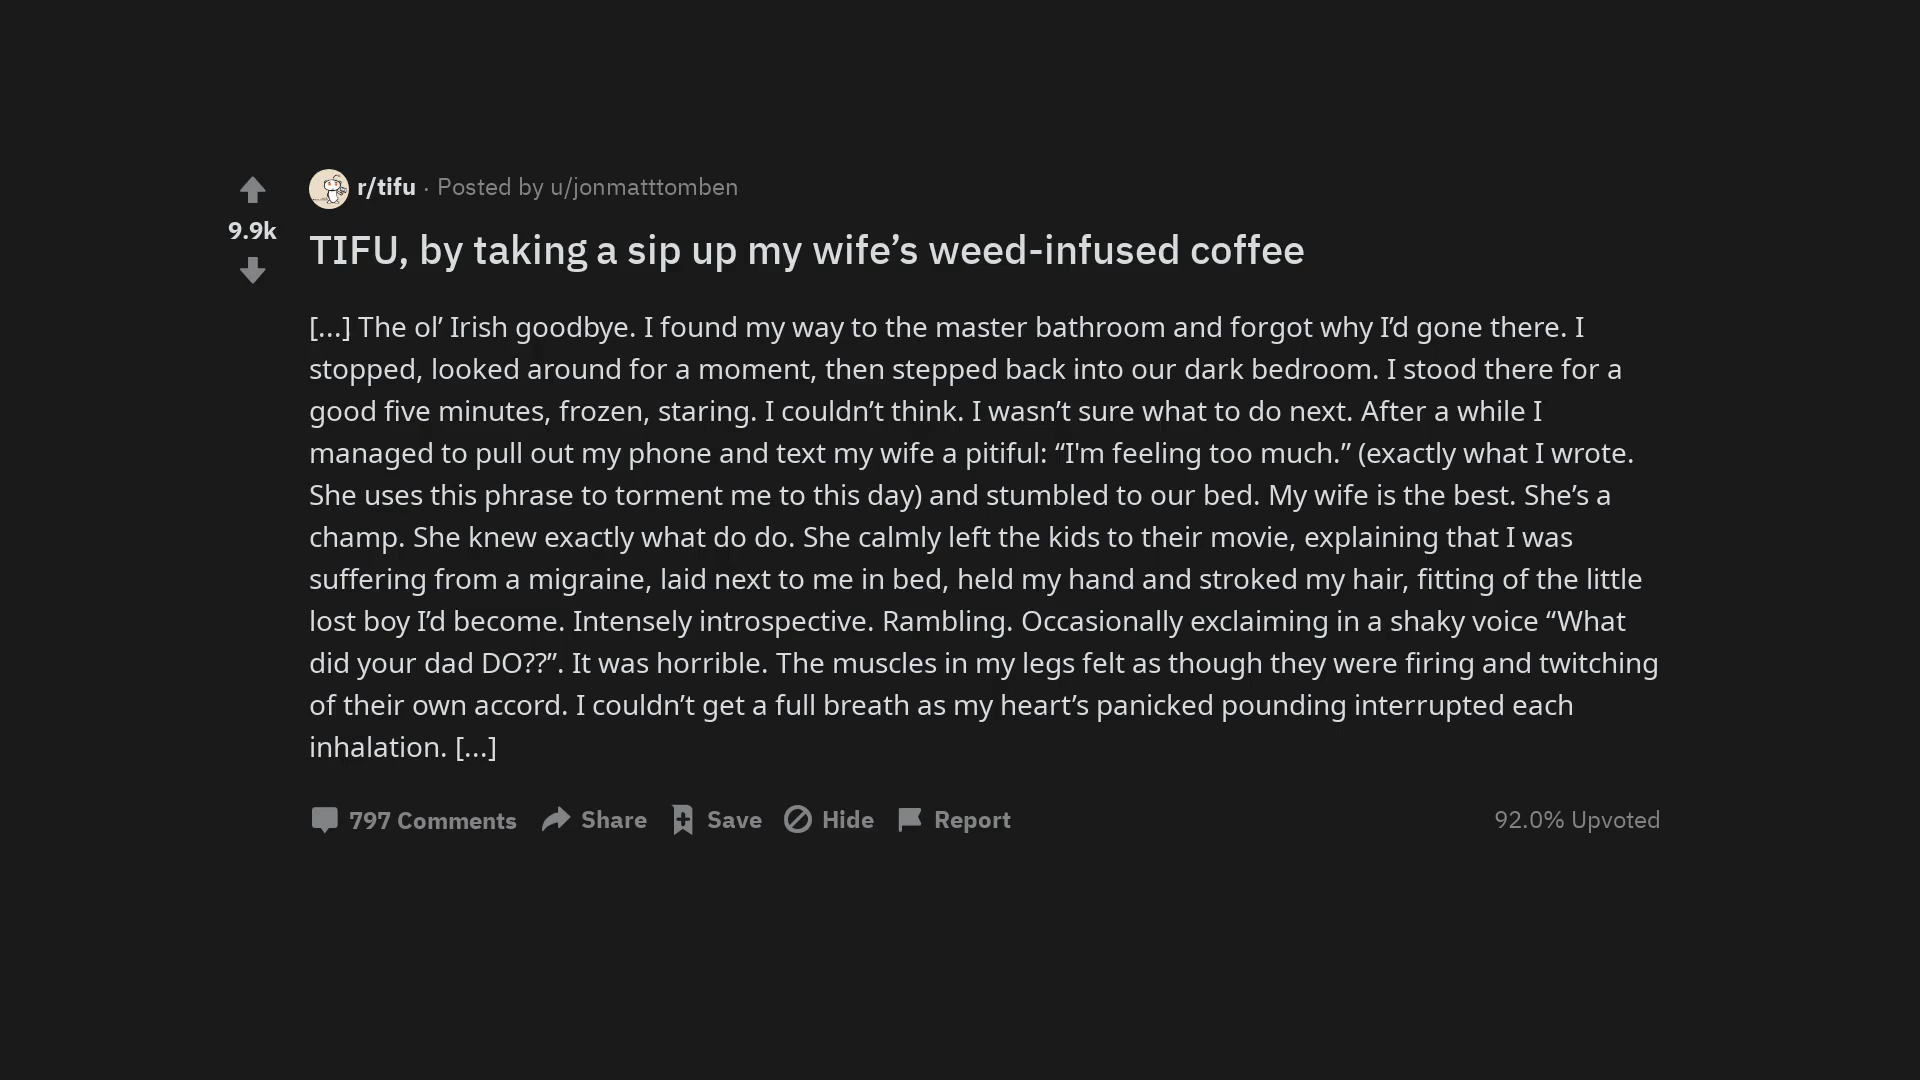 r/tifu · Posted by u/jonmatttomben
9.9k
TIFU, by taking a sip up my wife’s weed-infused coffee
[...] The ol’ Irish goodbye. I found my way to the master bathroom and forgot why I’d gone there. I
stopped, looked around for a moment, then stepped back into our dark bedroom. I stood there for a
good five minutes, frozen, staring. I couldn’t think. I wasn’t sure what to do next. After a while I
managed to pull out my phone and text my wife a pitiful: “I'm feeling too much.” (exactly what I wrote.
She uses this phrase to torment me to this day) and stumbled to our bed. My wife is the best. She’s a
champ. She knew exactly what do do. She calmly left the kids to their movie, explaining that I was
suffering from a migraine, laid next to me in bed, held my hand and stroked my hair, fitting of the little
lost boy I’d become. Intensely introspective. Rambling. Occasionally exclaiming in a shaky voice “What
did your dad DO??”. It was horrible. The muscles in my legs felt as though they were firing and twitching
of their own accord. I couldn’t get a full breath as my heart’s panicked pounding interrupted each
inhalation. [...]
797 Comments Share Save Hide Report 92.0% Upvoted